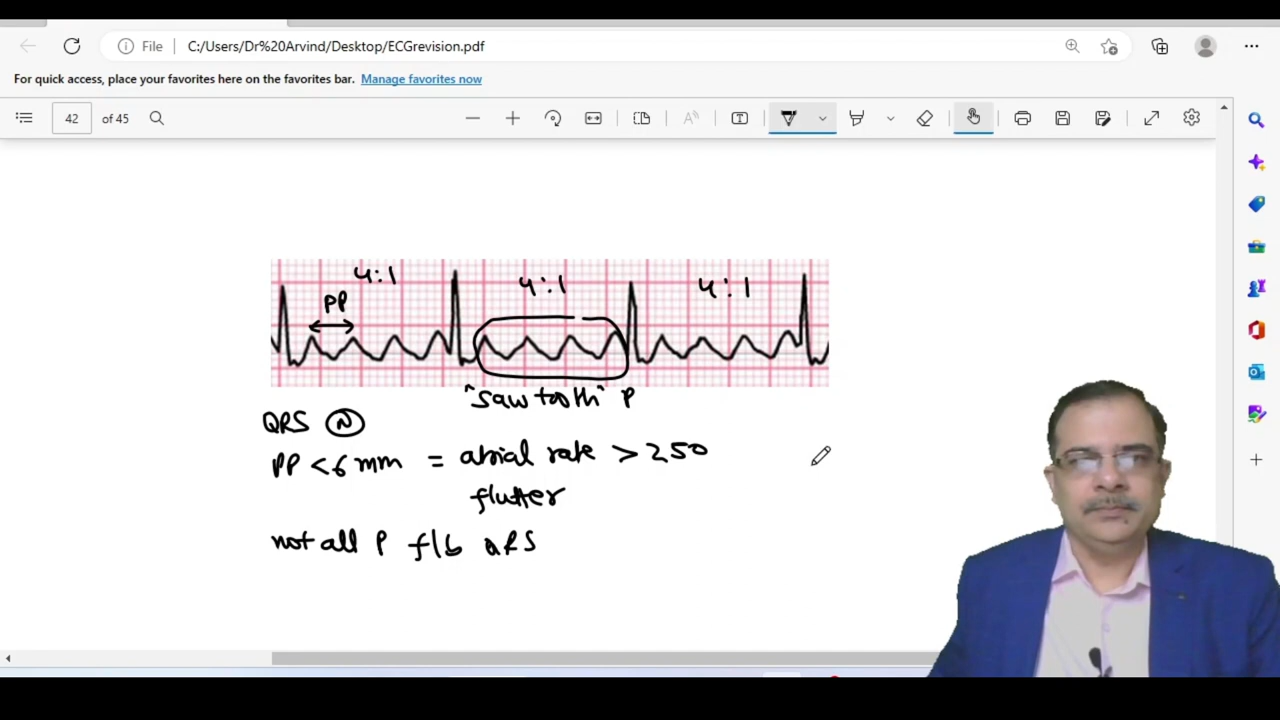 File C:/Users/Dr%20Arvind/Desktop/ECGrevision.pdf
For quick access, place your favorites here on the favorites bar. Manage favorites now
42 of 45
4:1 4:1 4:1
PP
"saw tooth" P
QRS N
PP < 6 mm = atrial rate > 250
flutter
not all P f/b QRS